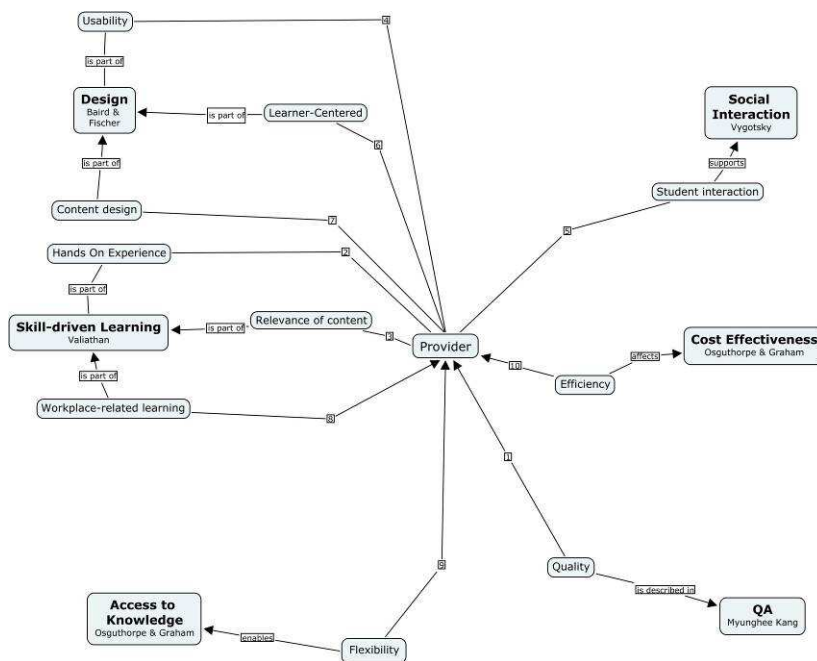 Usability
4
is part of
Design
Baird &
Fischer
is part of
Learner-Centered
6
is part of
Content design
7
Social
Interaction
Vygotsky
supports
Student interaction
5
Hands On Experience
2
is part of
Skill-driven Learning
Valiathan
is part of
Relevance of content
3
Provider
is part of
Workplace-related learning
8
Cost Effectiveness
Osguthorpe & Graham
affects
10
Efficiency
1
Quality
is described in
QA
Myunghee Kang
9
Access to
Knowledge
Osguthorpe & Graham
enables
Flexibility